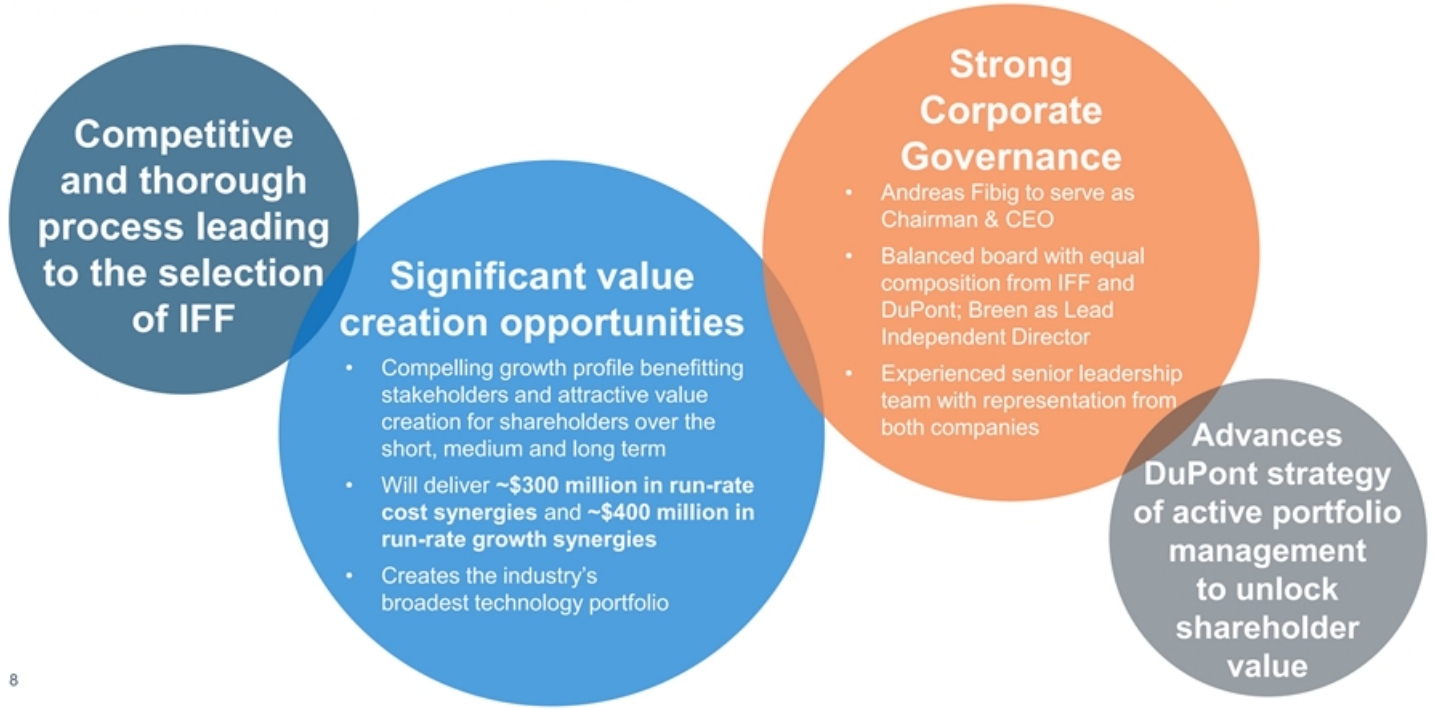 Competitive
and thorough
process leading
to the selection
of IFF
Significant value
creation opportunities
• Compelling growth profile benefitting
stakeholders and attractive value
creation for shareholders over the
short, medium and long term
• Will deliver ~$300 million in run-rate
cost synergies and ~$400 million in
run-rate growth synergies
• Creates the industry's
broadest technology portfolio
Strong
Corporate
Governance
• Andreas Fibig to serve as
Chairman & CEO
• Balanced board with equal
composition from IFF and
DuPont; Breen as Lead
Independent Director
• Experienced senior leadership
team with representation from
both companies
Advances
DuPont strategy
of active portfolio
management
to unlock
shareholder
value
8